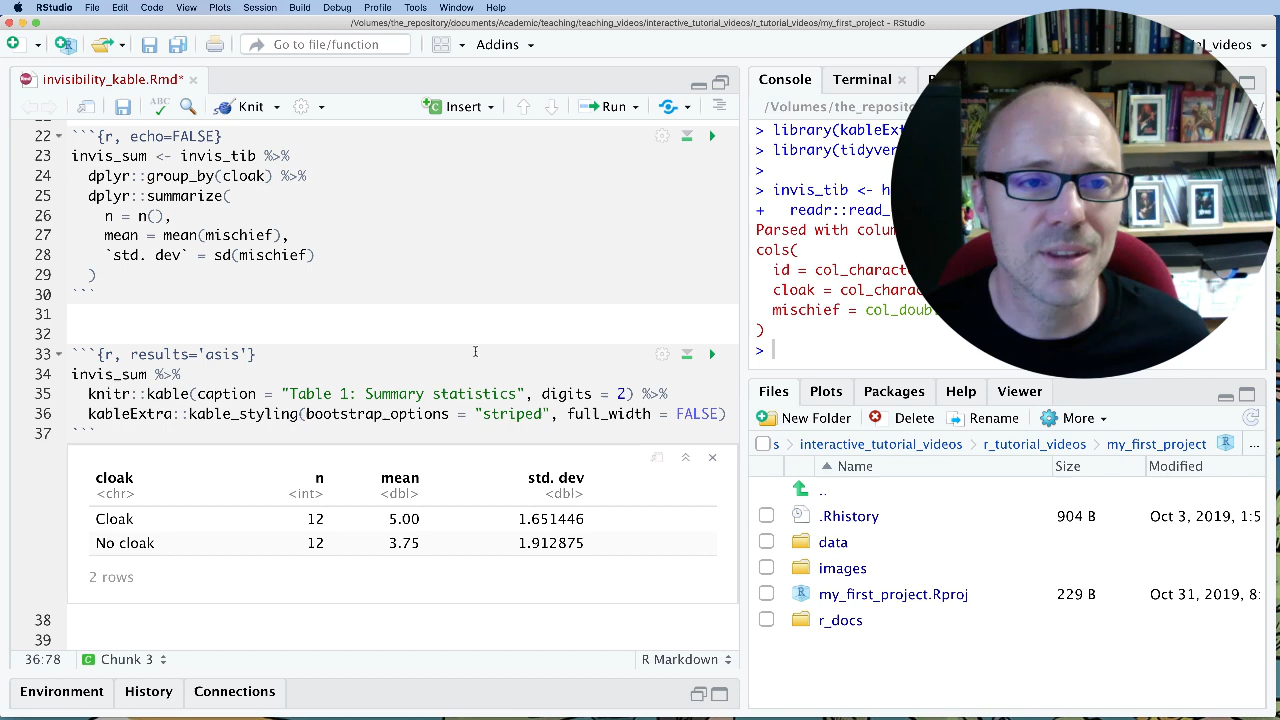 RStudio File Edit Code View Plots Session Build Debug Profile Tools Window Help
/Volumes/the_repository/Documents/Academic/teaching/teaching_videos/interactive_tutorial_videos/r_tutorial_videos/my_first_project - RStudio
Go to file/function Addins
invisibility_kable.Rmd*
ABC Knit Insert Run
22 ```{r, echo=FALSE}
23 invis_sum <- invis_tib %>%
24 dplyr::group_by(cloak) %>%
25 dplyr::summarize(
26 n = n(),
27 mean = mean(mischief),
28 `std. dev` = sd(mischief)
29 )
30 ```
31
32
33 ```{r, results='asis'}
34 invis_sum %>%
35 knitr::kable(caption = "Table 1: Summary statistics", digits = 2) %>%
36 kableExtra::kable_styling(bootstrap_options = "striped", full_width = FALSE)
37 ```
cloak n mean std. dev
<chr> <int> <dbl> <dbl>
Cloak 12 5.00 1.651446
No cloak 12 3.75 1.912875
2 rows
38
39
36:78 Chunk 3 R Markdown
Environment History Connections
Console Terminal
/Volumes/the_reposito
> library(kableEx
> library(tidyver
>
> invis_tib <- h
+ readr::read_
Parsed with colu
cols(
id = col_charact
cloak = col_chara
mischief = col_doub
)
>
Files Plots Packages Help Viewer
New Folder Delete Rename More
s interactive_tutorial_videos r_tutorial_videos my_first_project ...
Name Size Modified
..
.Rhistory 904 B Oct 3, 2019, 1:5
data
images
my_first_project.Rproj 229 B Oct 31, 2019, 8:
r_docs